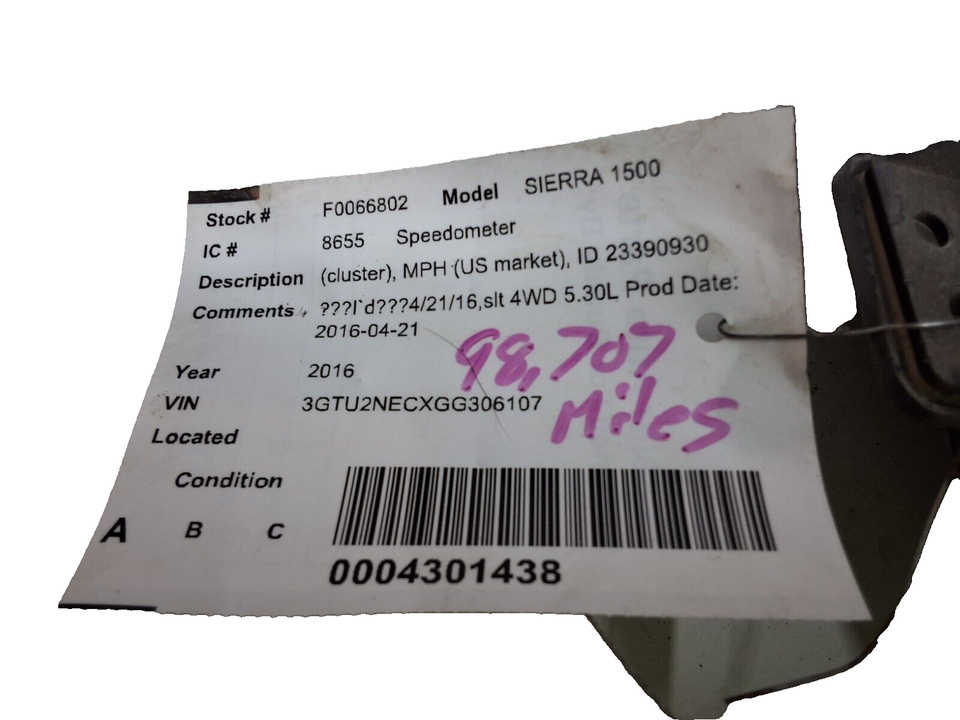 Stock # F0066802 Model SIERRA 1500
IC # 8655 Speedometer
Description (cluster), MPH (US market), ID 23390930
Comments ???l`d???4/21/16,slt 4WD 5.30L Prod Date:
2016-04-21
98,707
Year 2016
VIN 3GTU2NECXGG306107
Miles
Located
Condition
A B C
0004301438